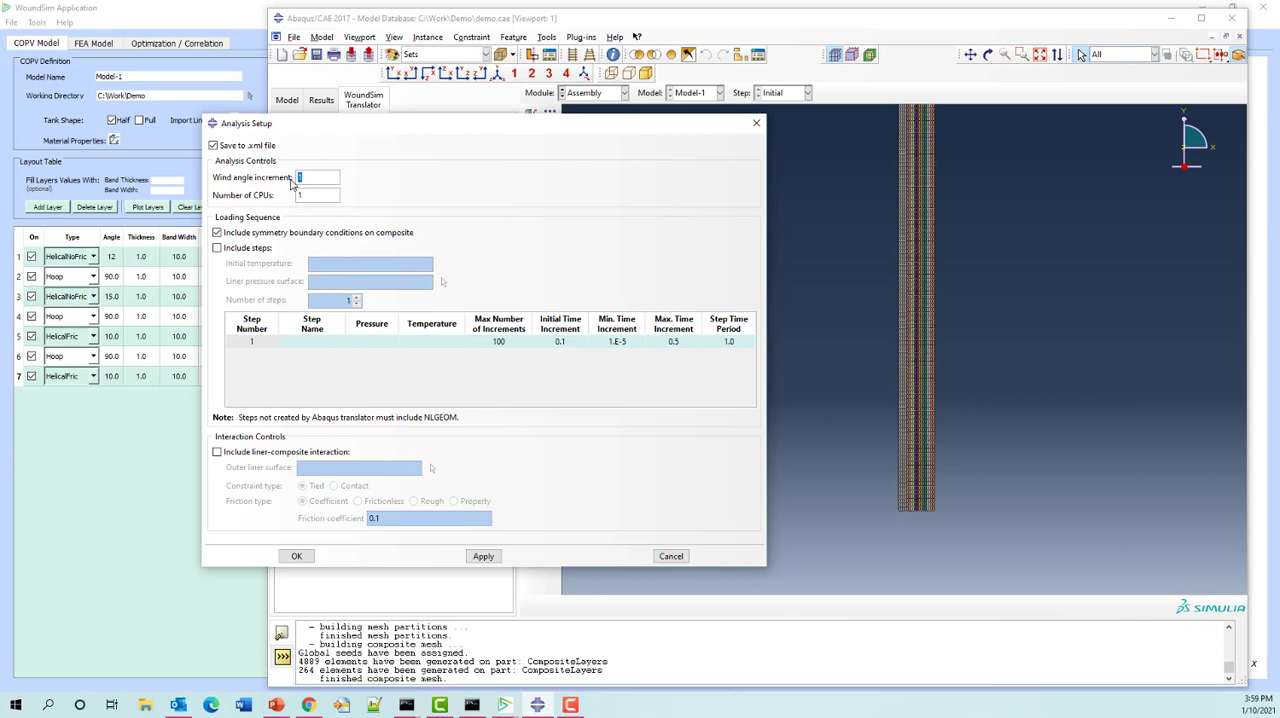 WoundSim Application
File Tools Help
COPV Model FEA Model Optimization / Correlation
COPV Definition
Model Name Model-1
Working Directory C:\Work\Demo
Tank Shape: Half Full Import Lin
Material Properties:
Layout Table
Fill Layers Values With: Band Thickness:
(optional) Band Width:
Add Layer Delete Layer Plot Layers Clear La
On Type Angle Thickness Band Width
1 HelicalNoFric 12 1.0 10.0
2 Hoop 90.0 1.0 10.0
3 HelicalNoFric 15.0 1.0 10.0
4 Hoop 90.0 1.0 10.0
5 HelicalFric 12.0 1.0 10.0
6 Hoop 90.0 1.0 10.0
7 HelicalFric 10.0 1.0 10.0
Abaqus/CAE 2017 - Model Database: C:\Work\Demo\demo.cae [Viewport: 1]
File Model Viewport View Instance Constraint Feature Tools Plug-ins Help
Sets All
1 2 3 4
Model Results WoundSim Translator
Module: Assembly Model: Model-1 Step: Initial
Analysis Setup
Save to .xml file
Analysis Controls
Wind angle increment: 1
Number of CPUs: 1
Loading Sequence
Include symmetry boundary conditions on composite
Include steps:
Initial temperature:
Liner pressure surface:
Number of steps: 1
Step Number Step Name Pressure Temperature Max Number of Increments Initial Time Increment Min. Time Increment Max. Time Increment Step Time Period
1 100 0.1 1.E-5 0.5 1.0
Note: Steps not created by Abaqus translator must include NLGEOM.
Interaction Controls
Include liner-composite interaction:
Outer liner surface:
Constraint type: Tied Contact
Friction type: Coefficient Frictionless Rough Property
Friction coefficient 0.1
OK Apply Cancel
Y
Z X
SIMULIA
- building mesh partitions ...
finished mesh partitions.
- building composite mesh ...
Global seeds have been assigned.
4889 elements have been generated on part: CompositeLayers
264 elements have been generated on part: CompositeLayers
finished composite mesh.
X
3:59 PM
1/10/2021